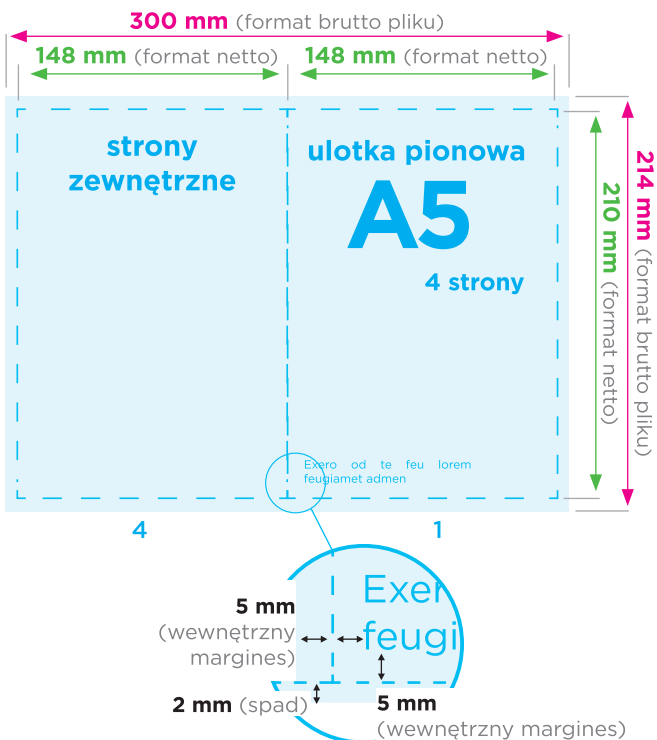 300 mm (format brutto pliku)
148 mm (format netto)
148 mm (format netto)
strony
zewnętrzne
ulotka pionowa
A5
4 strony
210 mm (format netto)
214 mm (format brutto pliku)
Exero od te feu lorem
feugiamet admen
4
1
Exer
feugi
5 mm
(wewnętrzny
margines)
2 mm (spad)
5 mm
(wewnętrzny margines)